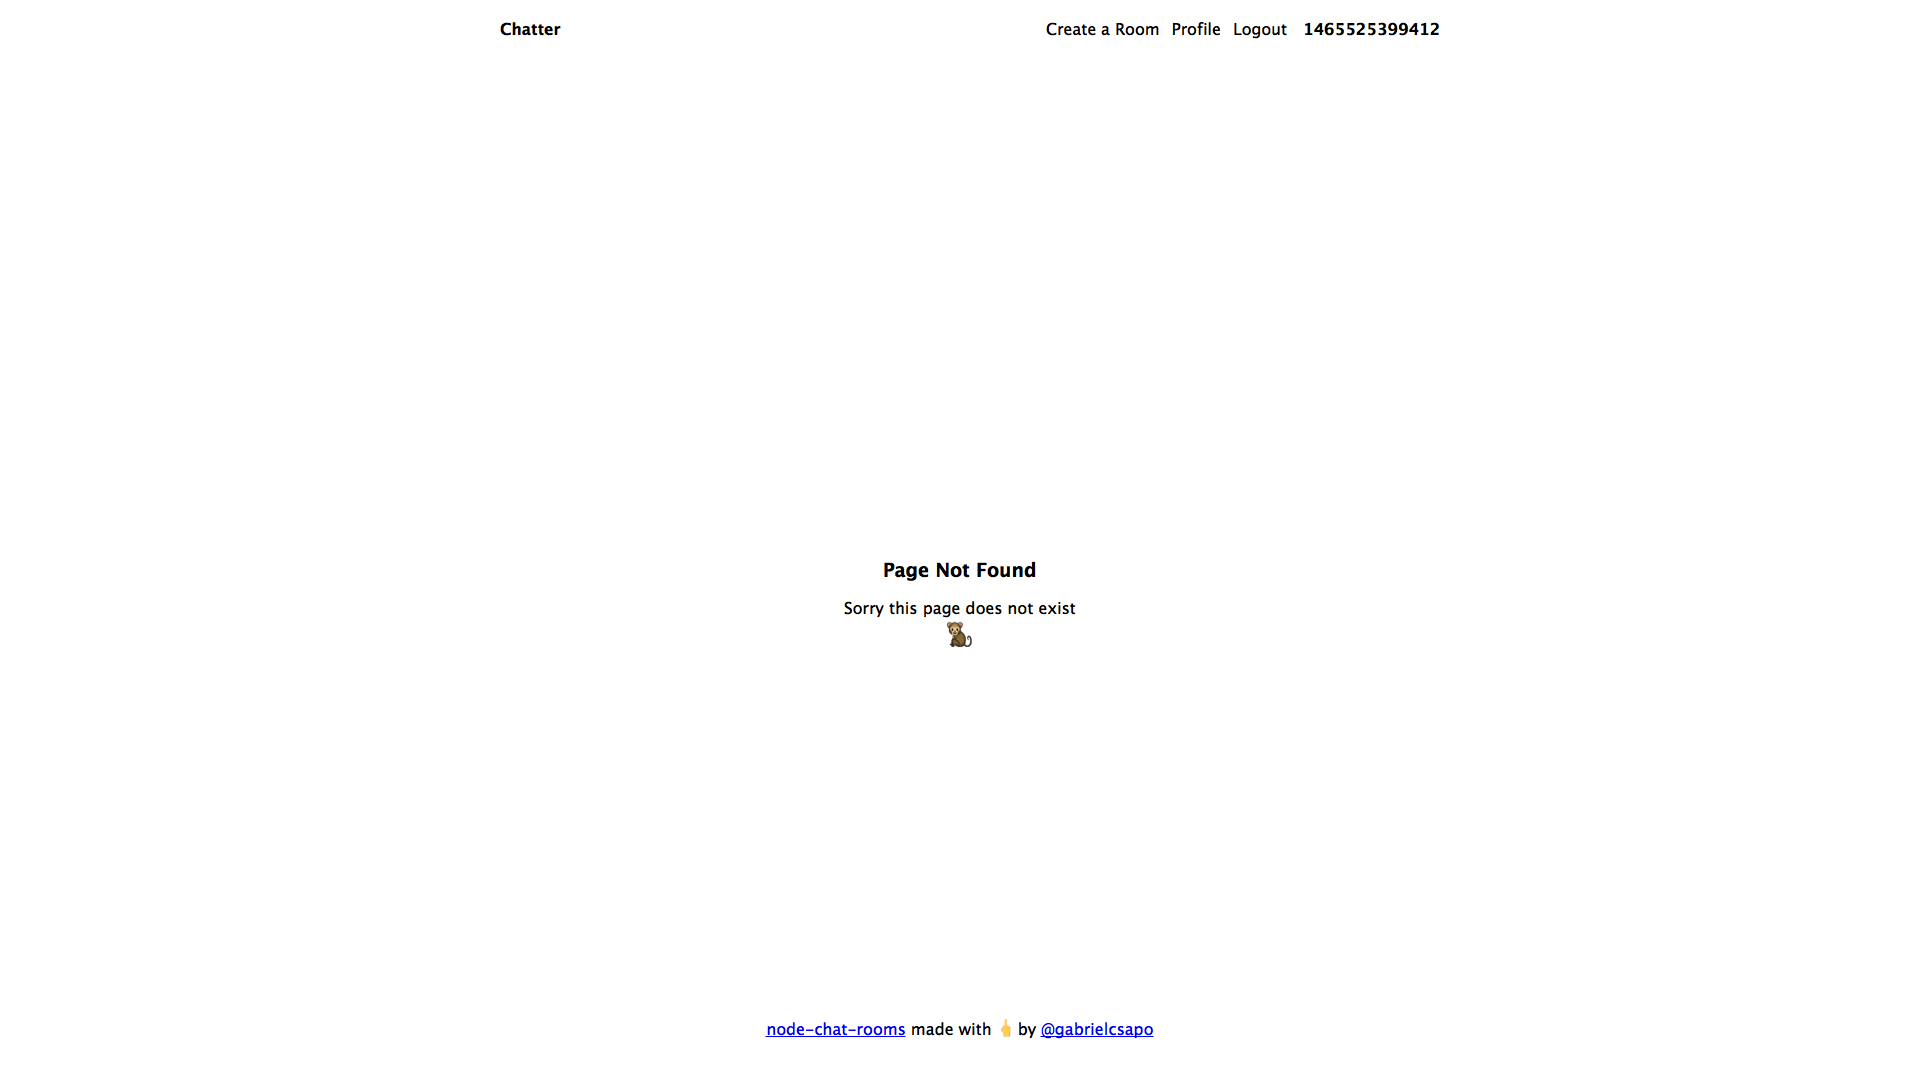 Chatter Create a Room Profile Logout 1465525399412
Page Not Found
Sorry this page does not exist
node-chat-rooms made with 🖕 by @gabrielcsapo